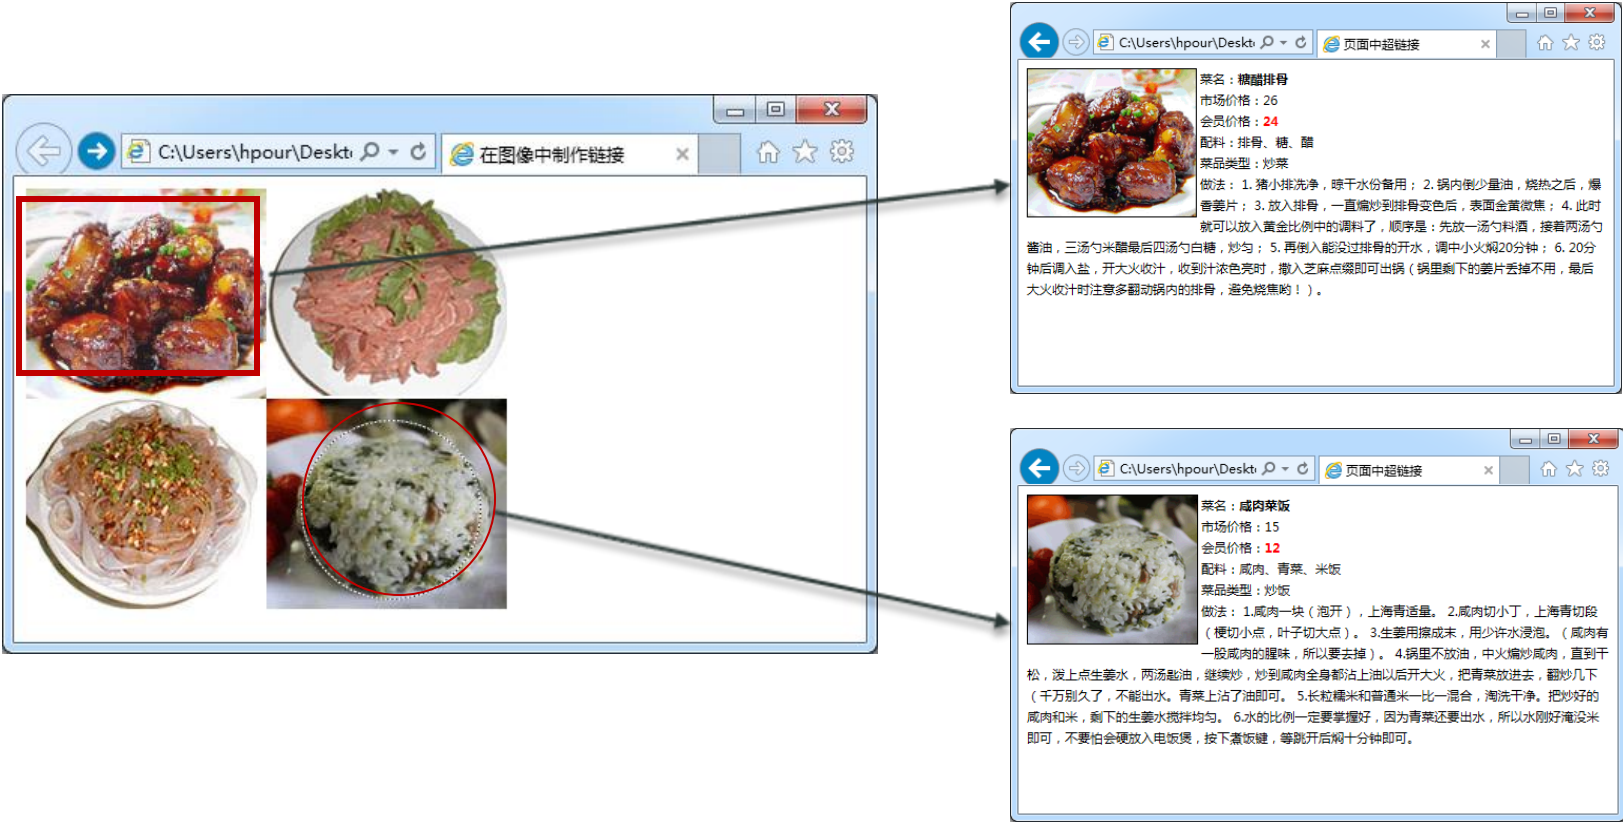 C:\Users\hpour\Deskt
在图像中制作链接
C:\Users\hpour\Deskt
页面中超链接
菜名：糖醋排骨
市场价格：26
会员价格：24
配料：排骨、糖、醋
菜品类型：炒菜
做法： 1. 猪小排洗净，晾干水份备用； 2. 锅内倒少量油，烧热之后，爆
香姜片； 3. 放入排骨，一直煸炒到排骨变色后，表面金黄微焦； 4. 此时
就可以放入黄金比例中的调料了，顺序是：先放一汤勺料酒，接着两汤勺
酱油，三汤勺米醋最后四汤勺白糖，炒匀； 5. 再倒入能没过排骨的开水，调中小火焖20分钟； 6. 20分
钟后调入盐，开大火收汁，收到汁浓色亮时，撒入芝麻点缀即可出锅（锅里剩下的姜片丢掉不用，最后
大火收汁时注意多翻动锅内的排骨，避免烧焦哟！）。
C:\Users\hpour\Deskt
页面中超链接
菜名：咸肉菜饭
市场价格：15
会员价格：12
配料：咸肉、青菜、米饭
菜品类型：炒饭
做法： 1.咸肉一块（泡开），上海青适量。 2.咸肉切小丁，上海青切段
（梗切小点，叶子切大点）。 3.生姜用擦成末，用少许水浸泡。（咸肉有
一股咸肉的腥味，所以要去掉）。 4.锅里不放油，中火煸炒咸肉，直到干
松，泼上点生姜水，两汤匙油，继续炒，炒到咸肉全身都沾上油以后开大火，把青菜放进去，翻炒几下
（千万别久了，不能出水。青菜上沾了油即可。 5.长粒糯米和普通米一比一混合，淘洗干净。把炒好的
咸肉和米，剩下的生姜水搅拌均匀。 6.水的比例一定要掌握好，因为青菜还要出水，所以水刚好淹没米
即可，不要怕会硬放入电饭煲，按下煮饭键，等跳开后焖十分钟即可。